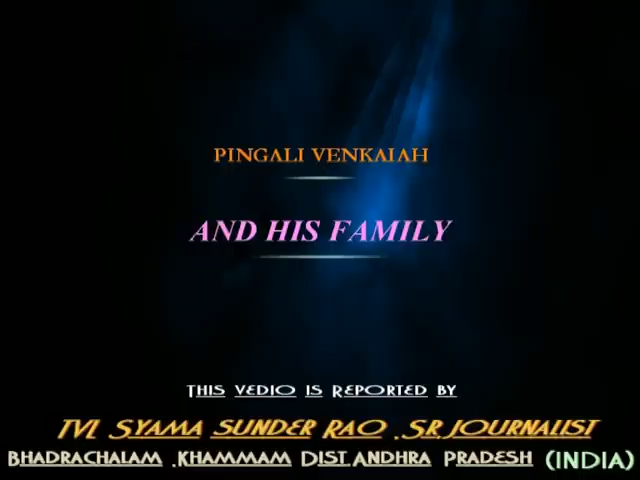 PINGALI VENKAIAH
AND HIS FAMILY
THIS VEDIO IS REPORTED BY
TVL SYAMA SUNDER RAO .SR.JOURNALIST
BHADRACHALAM .KHAMMAM DIST.ANDHRA PRADESH (INDIA)